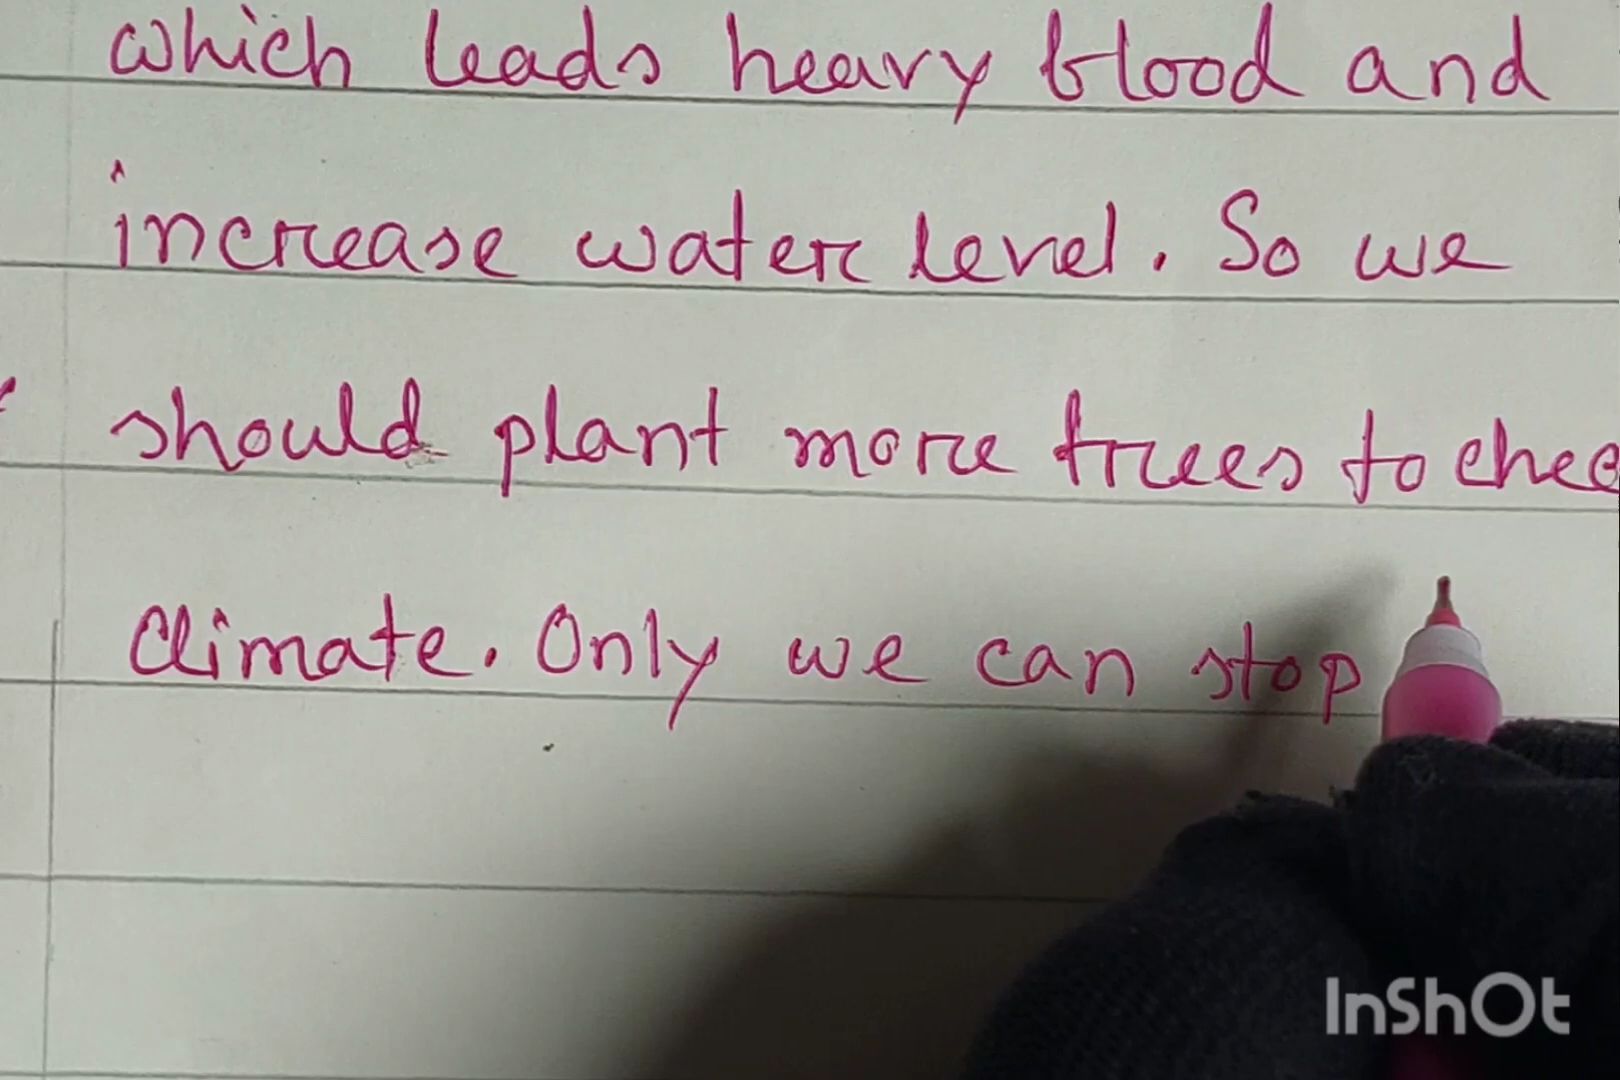 which leads heavy blood and
increase water level. So we
should plant more trees to chec
Climate. Only we can stop
InShOt